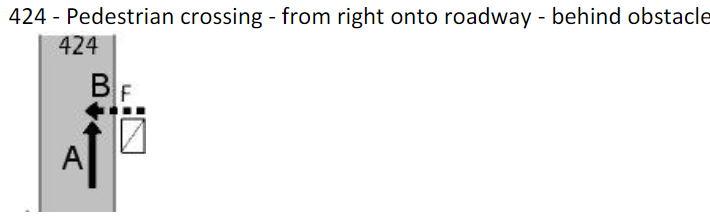 424 - Pedestrian crossing - from right onto roadway - behind obstacle
424
B F
A